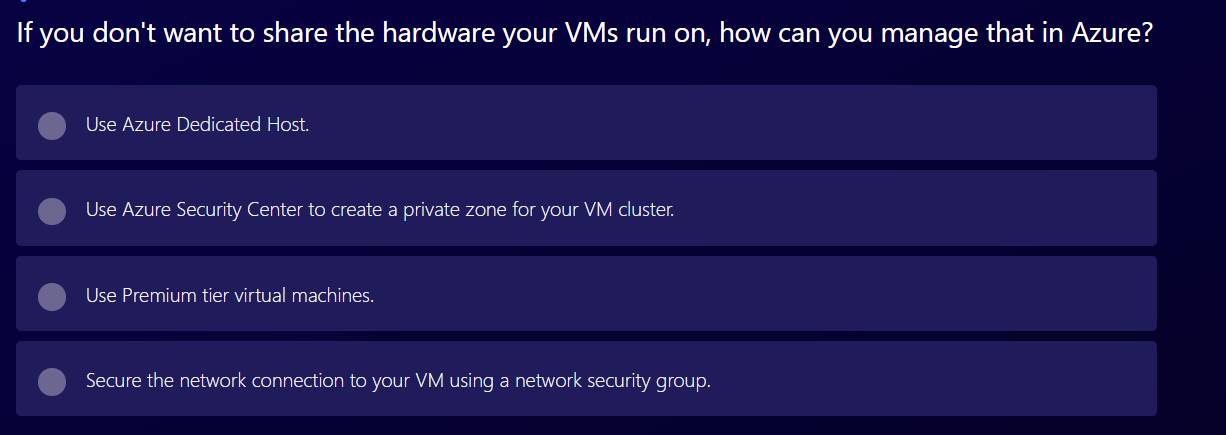 If you don't want to share the hardware your VMs run on, how can you manage that in Azure?
Use Azure Dedicated Host.
Use Azure Security Center to create a private zone for your VM cluster.
Use Premium tier virtual machines.
Secure the network connection to your VM using a network security group.